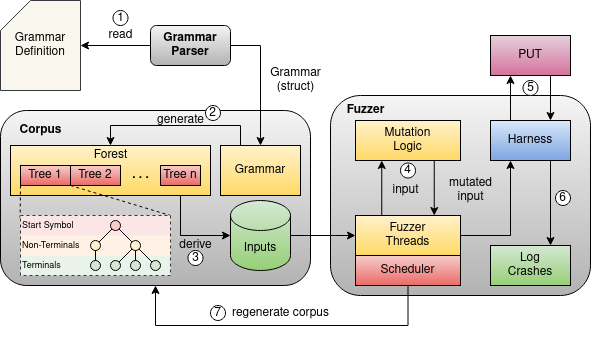 Grammar
Definition
1
read
Grammar
Parser
Grammar
(struct)
Corpus
generate 2
Forest
Tree 1
Tree 2
. . .
Tree n
Grammar
Start Symbol
Non-Terminals
Terminals
derive
3
Inputs
Fuzzer
Mutation
Logic
4
input
mutated
input
Fuzzer
Threads
Scheduler
PUT
5
Harness
6
Log
Crashes
7 regenerate corpus